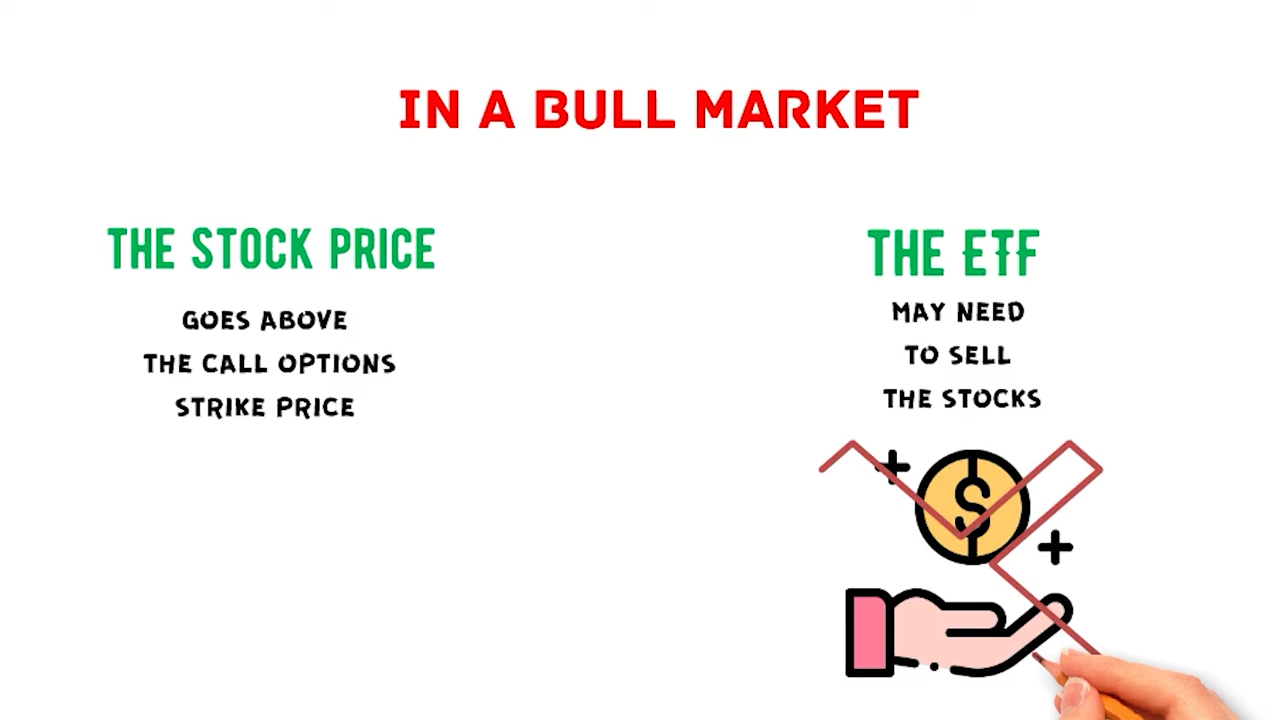 IN A BULL MARKET
THE STOCK PRICE
GOES ABOVE
THE CALL OPTIONS
STRIKE PRICE
THE ETF
MAY NEED
TO SELL
THE STOCKS
$